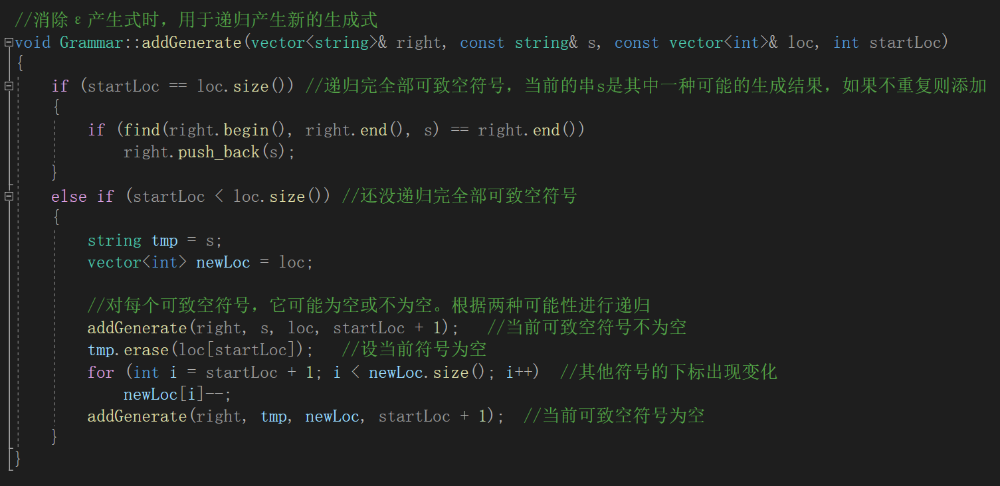 //消除ε产生式时，用于递归产生新的生成式
void Grammar::addGenerate(vector<string>& right, const string& s, const vector<int>& loc, int startLoc)
{
if (startLoc == loc.size()) //递归完全部可致空符号，当前的串s是其中一种可能的生成结果，如果不重复则添加
{
if (find(right.begin(), right.end(), s) == right.end())
right.push_back(s);
}
else if (startLoc < loc.size()) //还没递归完全部可致空符号
{
string tmp = s;
vector<int> newLoc = loc;
//对每个可致空符号，它可能为空或不为空。根据两种可能性进行递归
addGenerate(right, s, loc, startLoc + 1); //当前可致空符号不为空
tmp.erase(loc[startLoc]); //设当前符号为空
for (int i = startLoc + 1; i < newLoc.size(); i++) //其他符号的下标出现变化
newLoc[i]--;
addGenerate(right, tmp, newLoc, startLoc + 1); //当前可致空符号为空
}
}